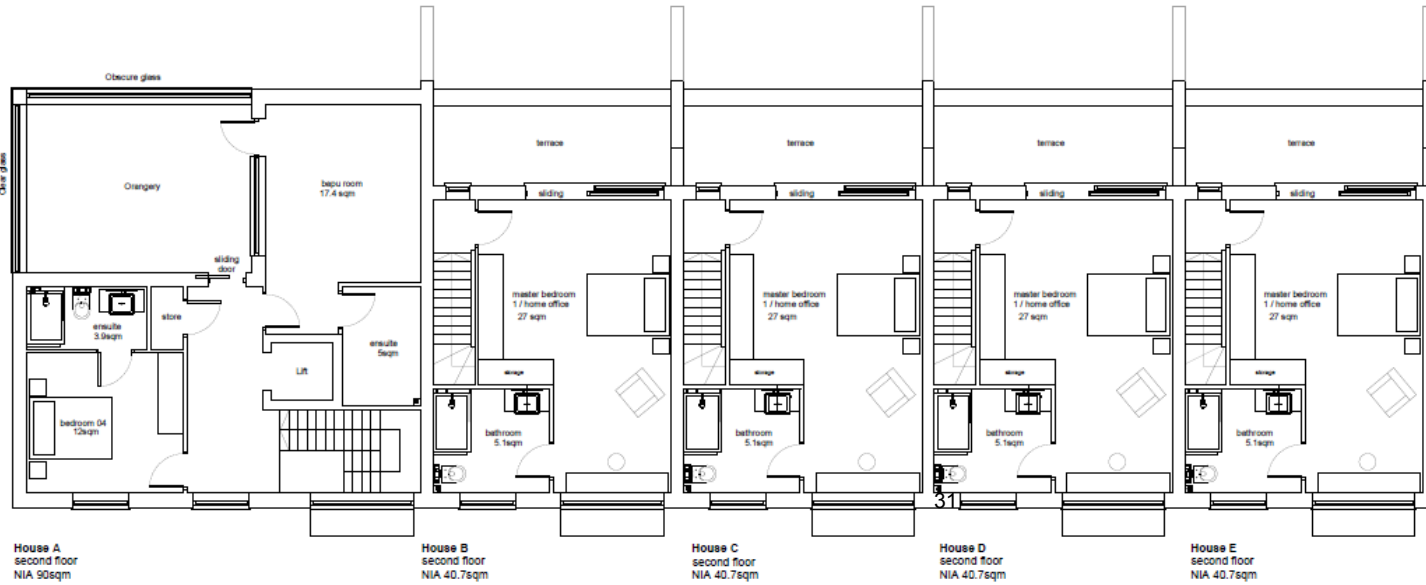 Obscure glass
Clear glass
Orangery
bapu room
17.4 sqm
sliding
door
ensuite
3.9sqm
store
Lift
ensuite
5sqm
bedroom 04
12sqm
terrace
sliding
master bedroom
1 / home office
27 sqm
storage
bathroom
5.1sqm
terrace
sliding
master bedroom
1 / home office
27 sqm
storage
bathroom
5.1sqm
terrace
sliding
master bedroom
1 / home office
27 sqm
storage
bathroom
5.1sqm
31
terrace
sliding
master bedroom
1 / home office
27 sqm
storage
bathroom
5.1sqm
House A
second floor
NIA 90sqm
House B
second floor
NIA 40.7sqm
House C
second floor
NIA 40.7sqm
House D
second floor
NIA 40.7sqm
House E
second floor
NIA 40.7sqm